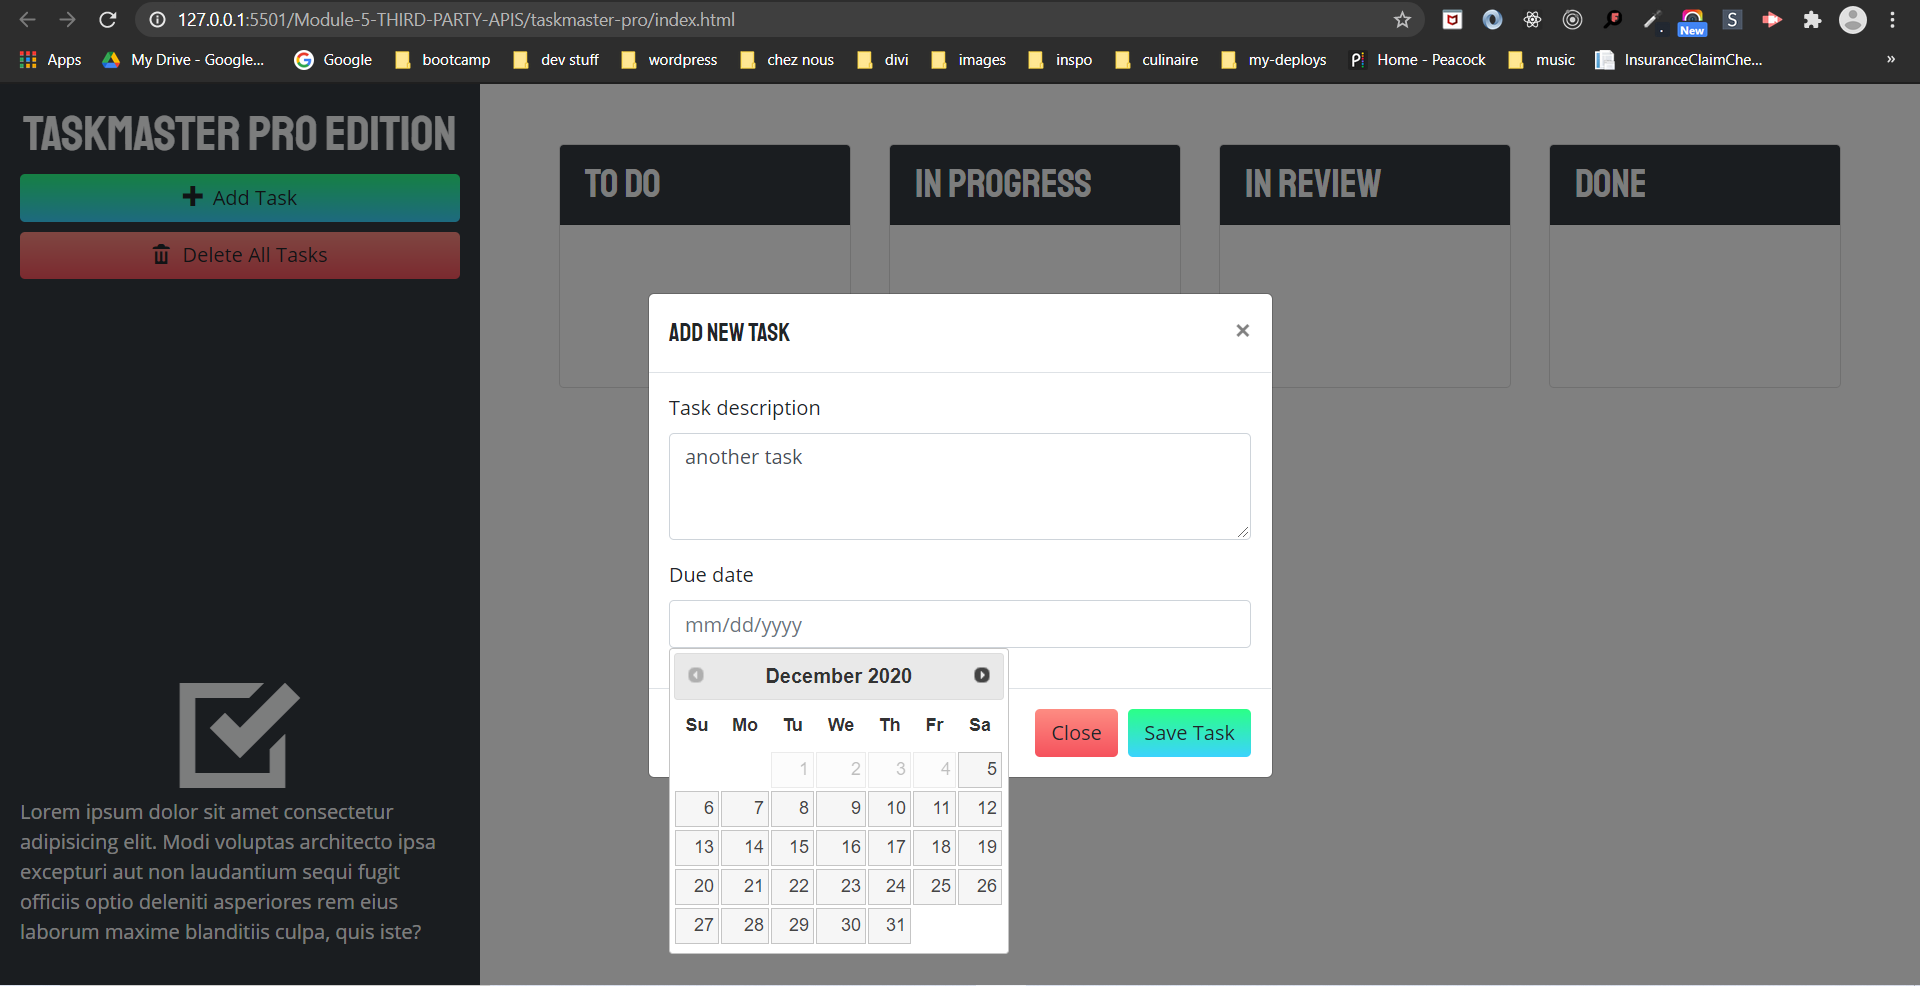 127.0.0.1:5501/Module-5-THIRD-PARTY-APIS/taskmaster-pro/index.html
New
S
Apps My Drive - Google... Google bootcamp dev stuff wordpress chez nous divi images inspo culinaire my-deploys Home - Peacock music InsuranceClaimChe... »
TASKMASTER PRO EDITION
Add Task
Delete All Tasks
Lorem ipsum dolor sit amet consectetur
adipisicing elit. Modi voluptas architecto ipsa
excepturi aut non laudantium sequi fugit
officiis optio deleniti asperiores rem eius
laborum maxime blanditiis culpa, quis iste?
TO DO
IN PROGRESS
IN REVIEW
DONE
ADD NEW TASK
×
Task description
another task
Due date
mm/dd/yyyy
December 2020
Su Mo Tu We Th Fr Sa
1 2 3 4 5
6 7 8 9 10 11 12
13 14 15 16 17 18 19
20 21 22 23 24 25 26
27 28 29 30 31
Close
Save Task